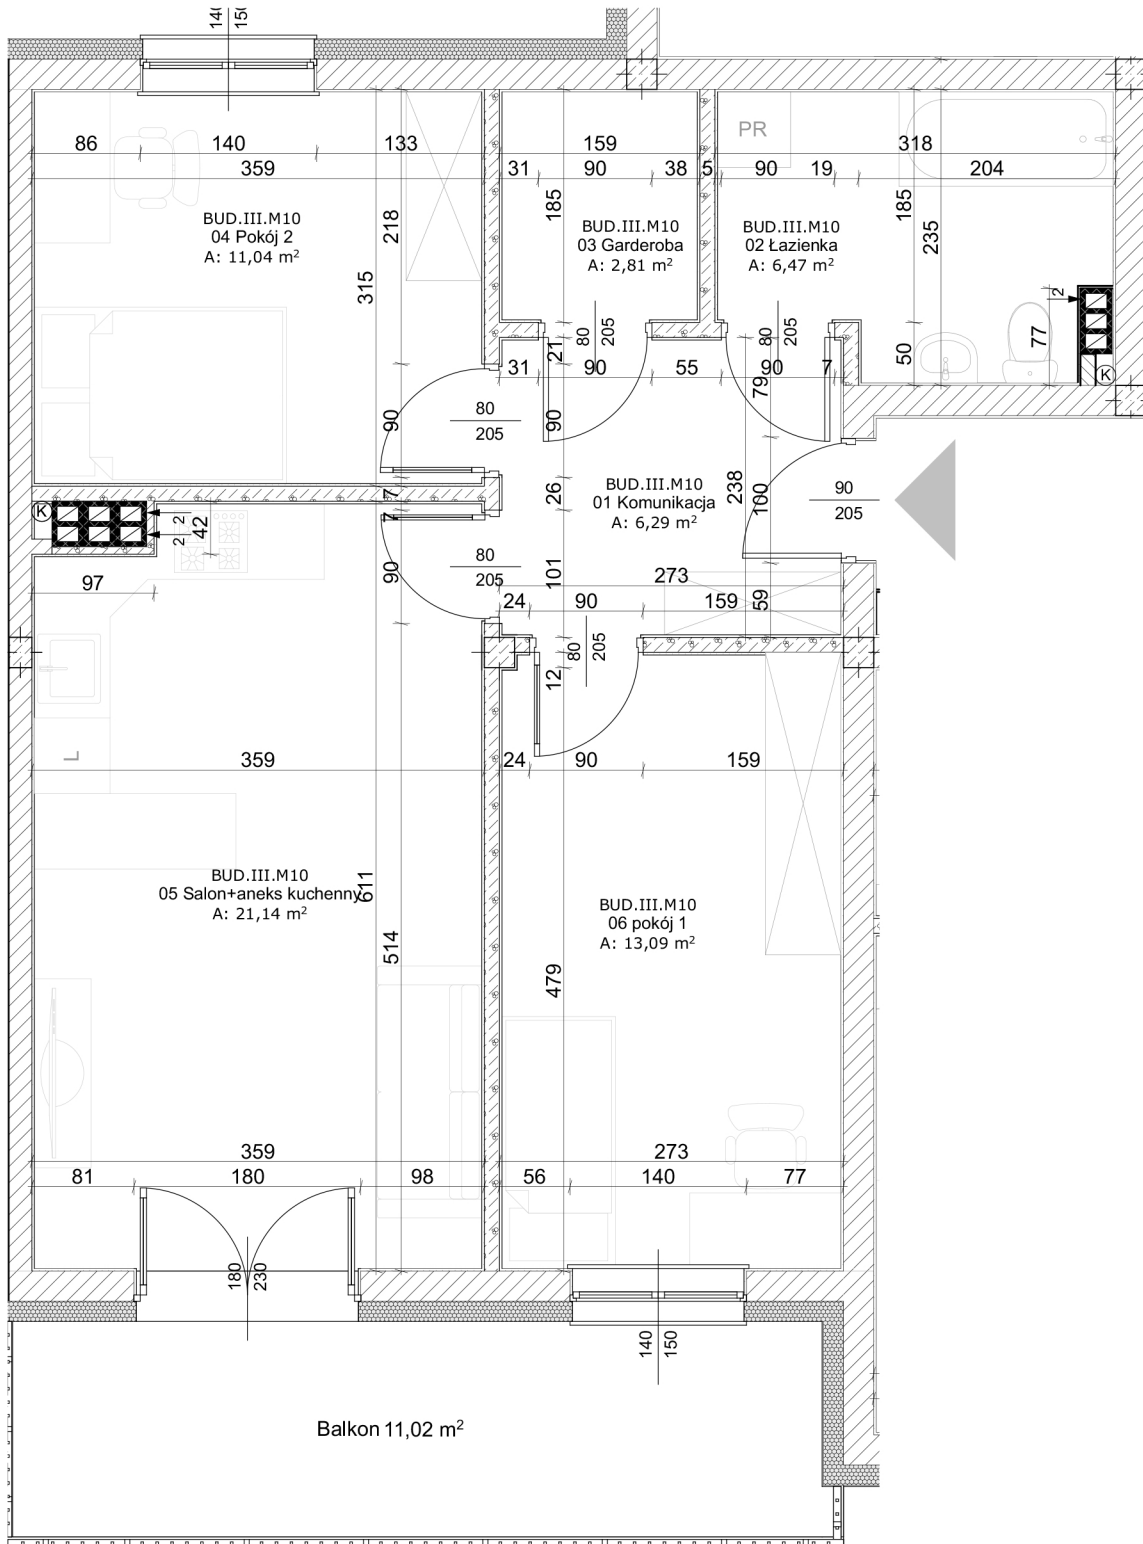 140 150
86 140 133 159 PR 318
359 31 90 38 5 90 19 204
BUD.III.M10
04 Pokój 2
A: 11,04 m²
218
315
185
BUD.III.M10
03 Garderoba
A: 2,81 m²
BUD.III.M10
02 Łazienka
A: 6,47 m²
185
235
2
77
50
K
80
205
80
205
21
31 90 55 90 7
79
90
80
205
90
BUD.III.M10
01 Komunikacja
A: 6,29 m²
238
100
90
205
26
7
7
K
2
2
42
90
80
205
101
97
273
24 90 159
59
80
205
12
L
359 24 90 159
BUD.III.M10
05 Salon+aneks kuchenny
A: 21,14 m²
611
514
BUD.III.M10
06 pokój 1
A: 13,09 m²
479
359 273
81 180 98 56 140 77
180
230
140
150
Balkon 11,02 m²